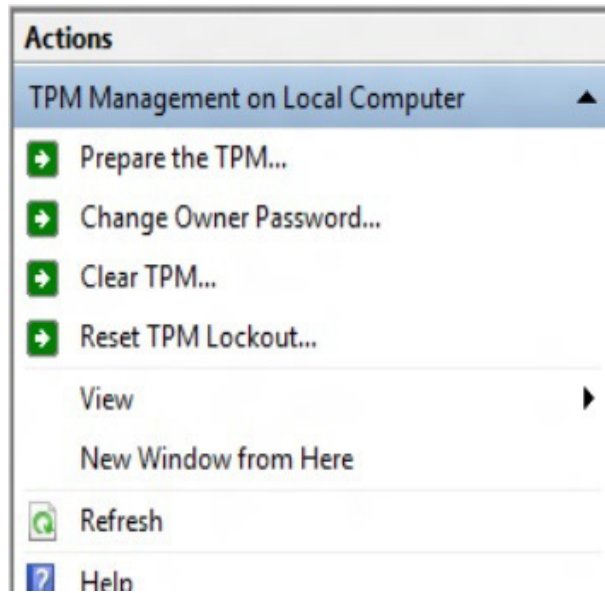 Actions
TPM Management on Local Computer
Prepare the TPM...
Change Owner Password...
Clear TPM...
Reset TPM Lockout...
View
New Window from Here
Refresh
? Help